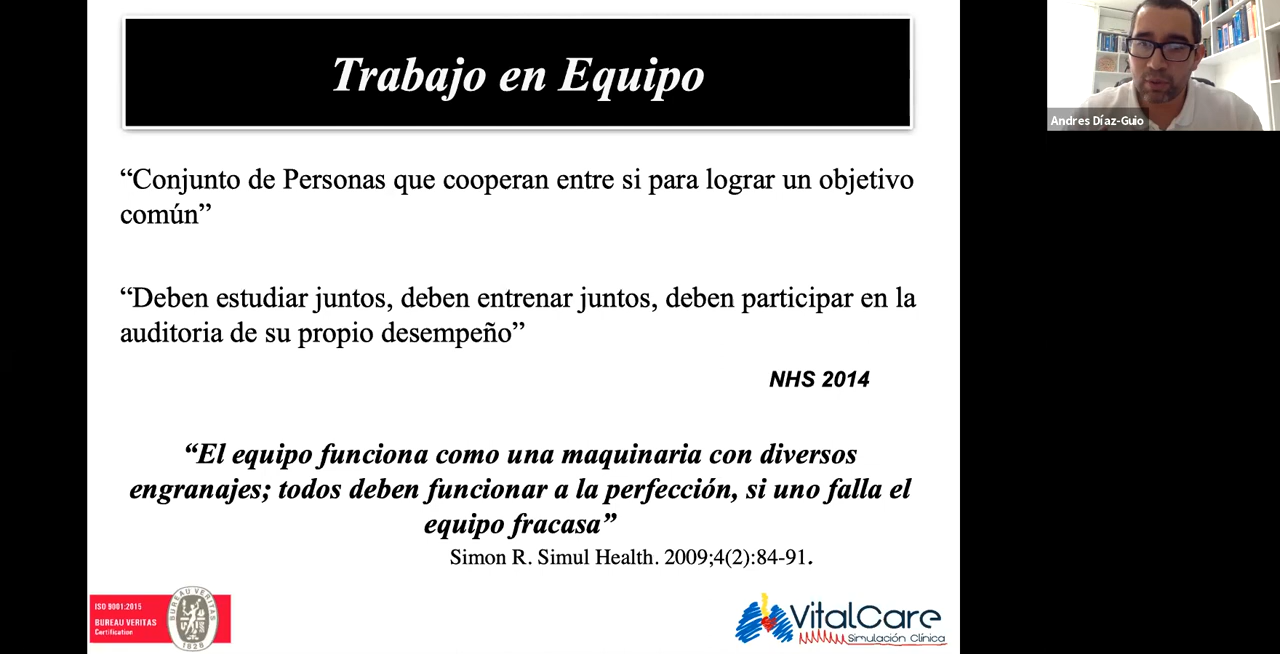 Trabajo en Equipo
Andres Díaz-Guio
“Conjunto de Personas que cooperan entre si para lograr un objetivo
común”
“Deben estudiar juntos, deben entrenar juntos, deben participar en la
auditoria de su propio desempeño”
NHS 2014
“El equipo funciona como una maquinaria con diversos
engranajes; todos deben funcionar a la perfección, si uno falla el
equipo fracasa”
Simon R. Simul Health. 2009;4(2):84-91.
ISO 9001:2015
BUREAU VERITAS
Certification
BUREAU VERITAS
1828
VitalCare
Simulación Clínica